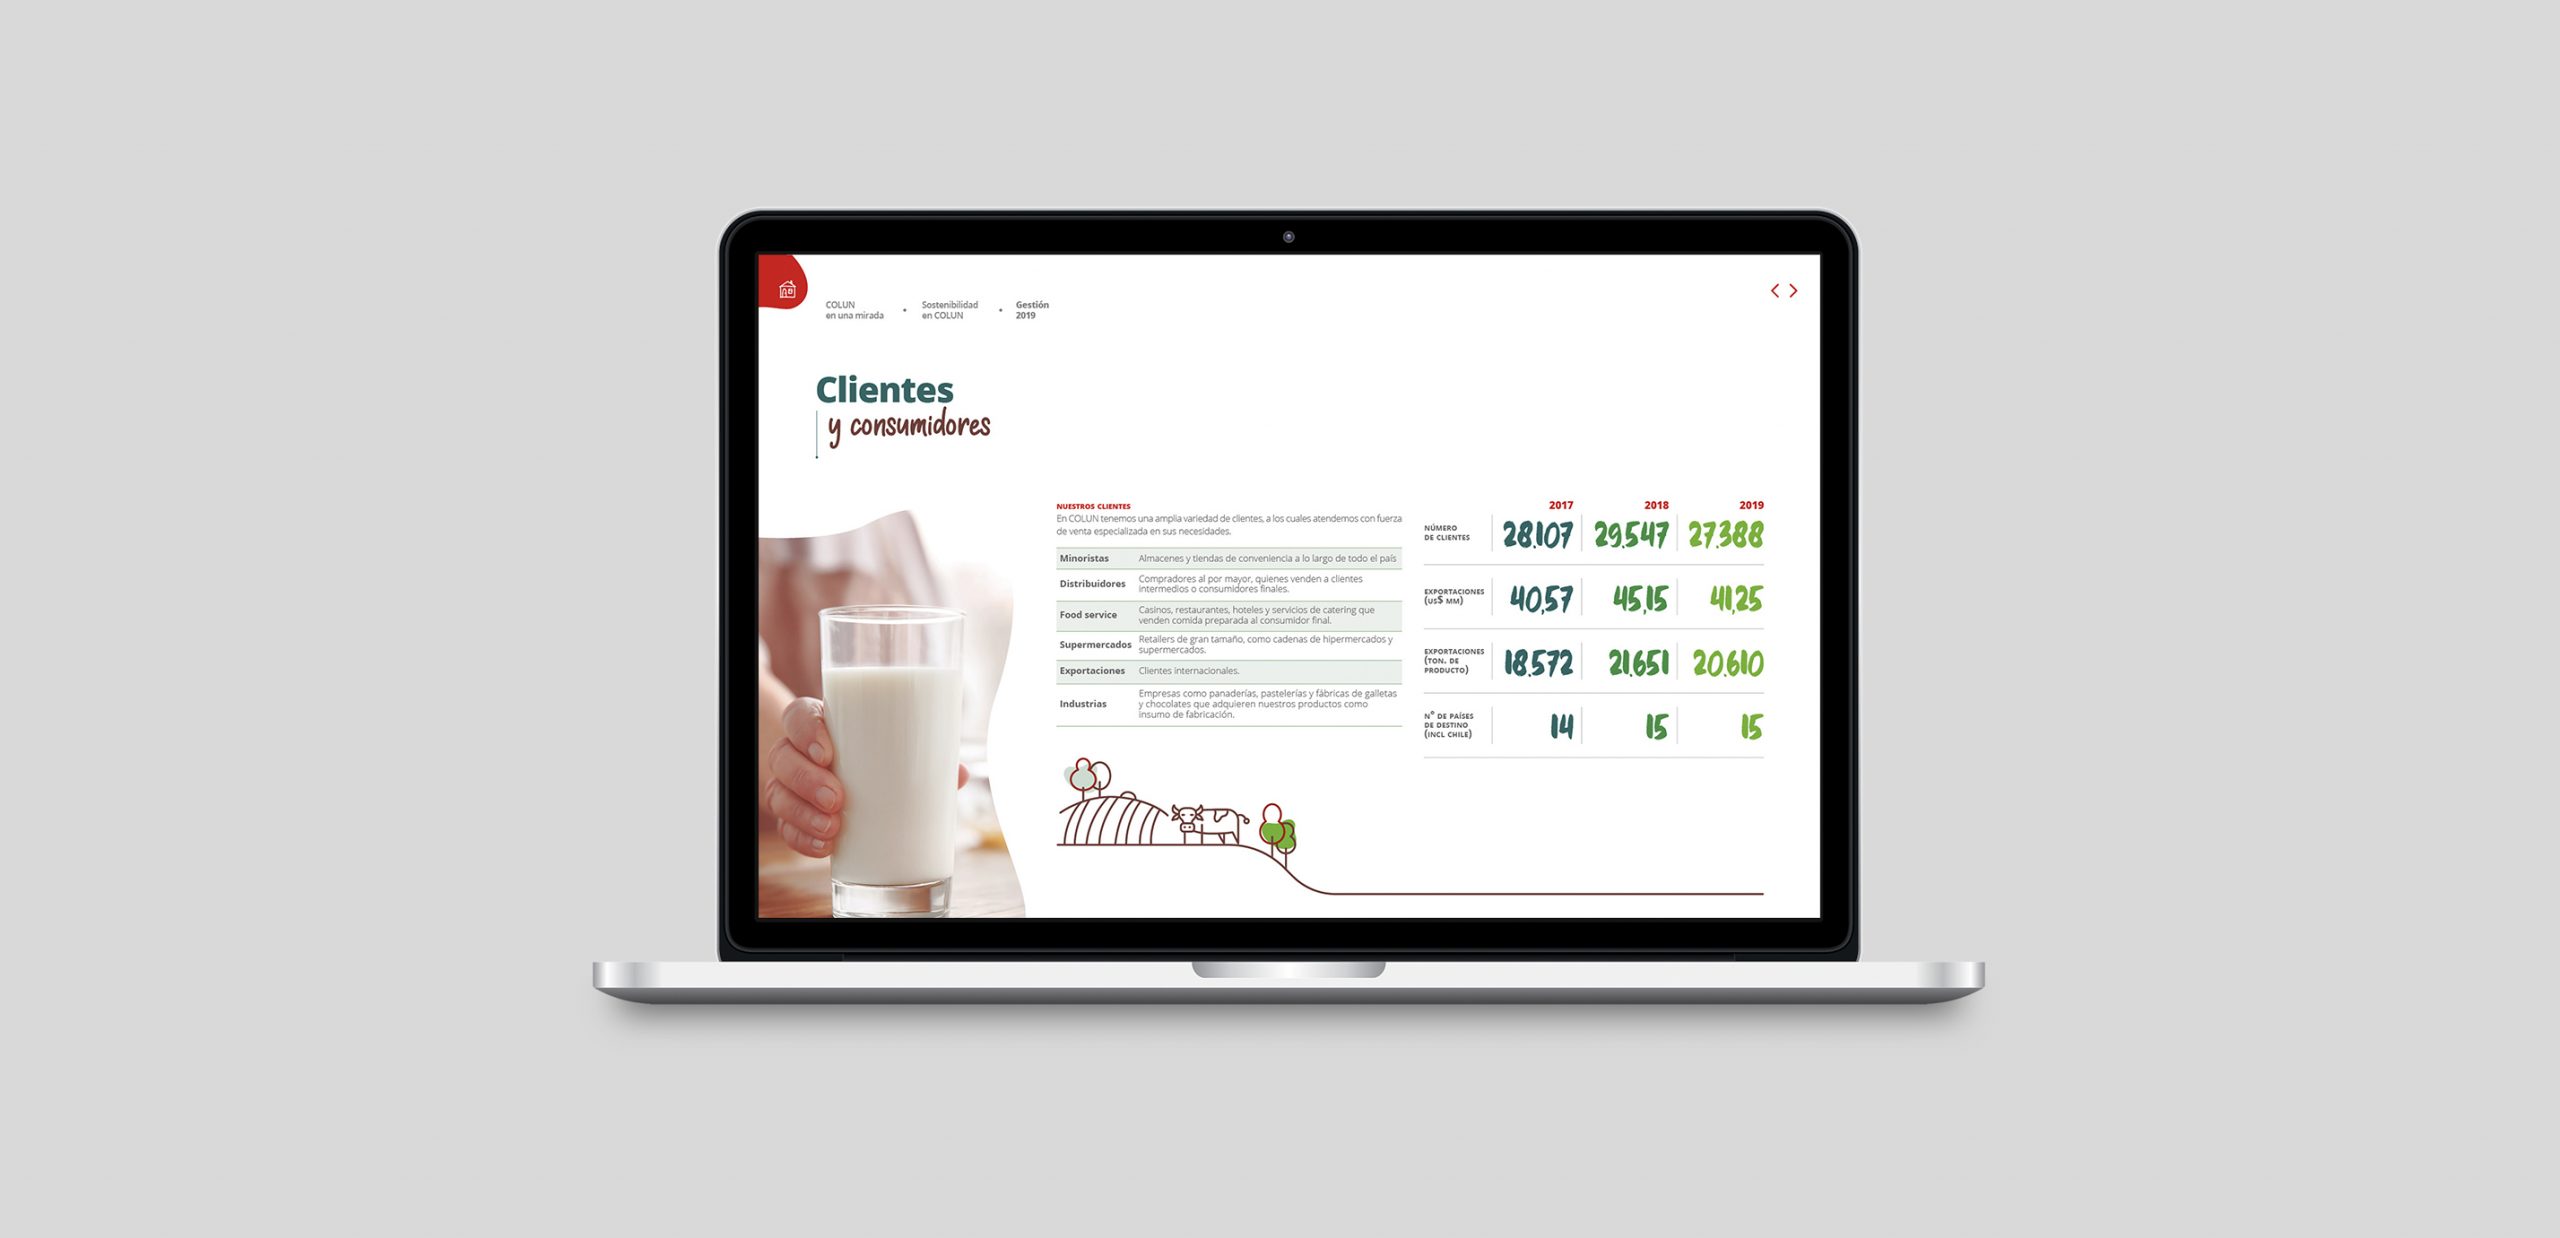 COLUN
en una mirada
•
Sostenibilidad
en COLUN
•
Gestión
2019
Clientes
y consumidores
NUESTROS CLIENTES
En COLUN tenemos una amplia variedad de clientes, a los cuales atendemos con fuerza
de venta especializada en sus necesidades.
Minoristas
Almacenes y tiendas de conveniencia a lo largo de todo el país
Distribuidores
Compradores al por mayor, quienes venden a clientes
intermedios o consumidores finales.
Food service
Casinos, restaurantes, hoteles y servicios de catering que
venden comida preparada al consumidor final.
Supermercados
Retailers de gran tamaño, como cadenas de hipermercados y
supermercados.
Exportaciones
Clientes internacionales.
Industrias
Empresas como panaderías, pastelerías y fábricas de galletas
y chocolates que adquieren nuestros productos como
insumo de fabricación.
2017 2018 2019
NÚMERO
DE CLIENTES
28.107 29.547 27.388
EXPORTACIONES
(US$ MM)
40,57 45,15 41,25
EXPORTACIONES
(TON. DE
PRODUCTO)
18.572 21.651 20.610
N° DE PAÍSES
DE DESTINO
(INCL CHILE)
14 15 15